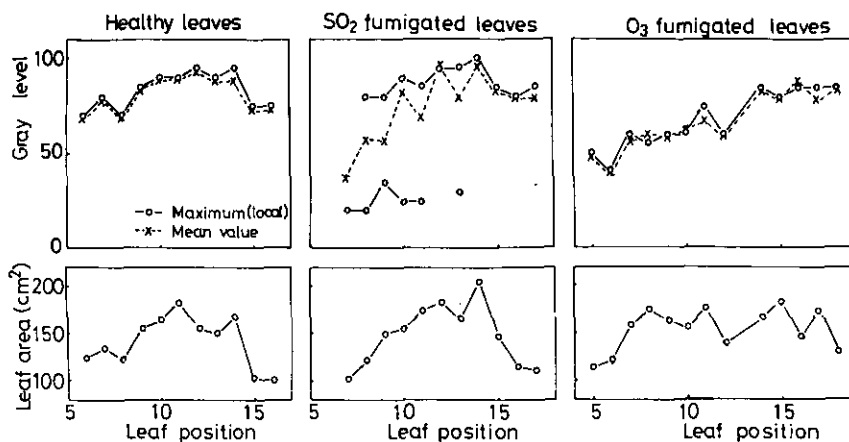 Healthy leaves
SO2 fumigated leaves
O3 fumigated leaves
Gray level
100
50
0
Maximum(local)
Mean value
Leaf area (cm2)
200
150
100
5 10 15
5 10 15
5 10 15
Leaf position
Leaf position
Leaf position